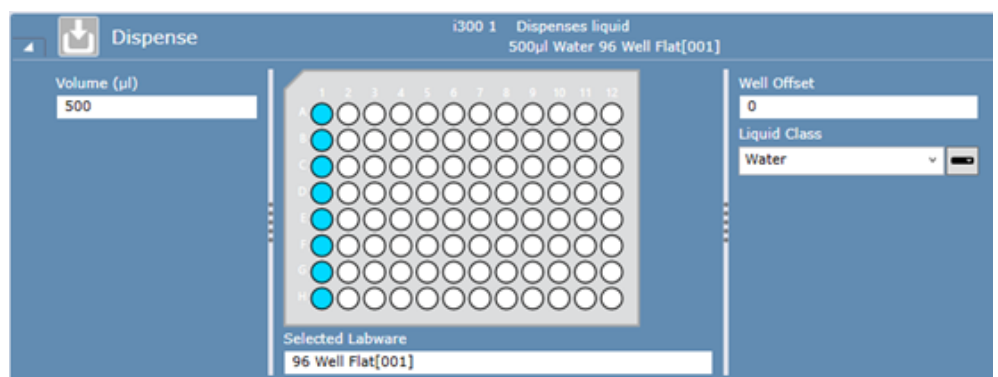 Dispense
i300 1 Dispenses liquid
500µl Water 96 Well Flat[001]
Volume (µl)
500
1 2 3 4 5 6 7 8 9 10 11 12
A
B
C
D
E
F
G
H
Selected Labware
96 Well Flat[001]
Well Offset
0
Liquid Class
Water